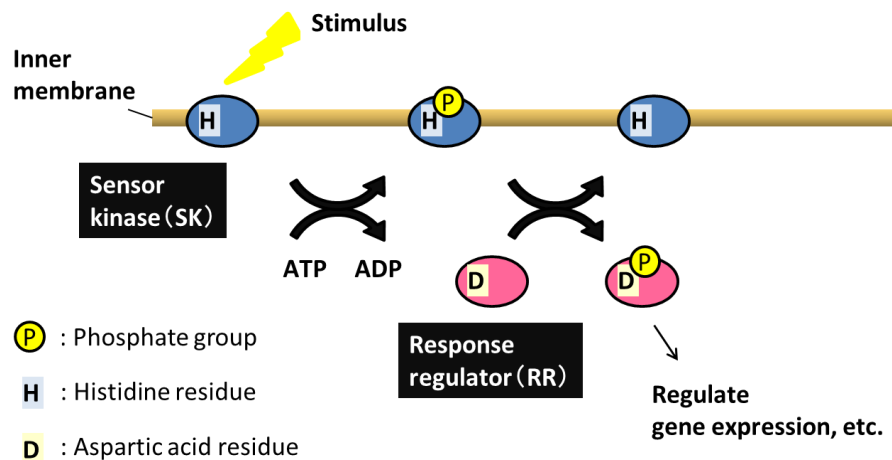 Stimulus
Inner
membrane
H
H
P
H
Sensor
kinase(SK)
ATP
ADP
D
D
P
Response
regulator(RR)
Regulate
gene expression, etc.
P : Phosphate group
H : Histidine residue
D : Aspartic acid residue